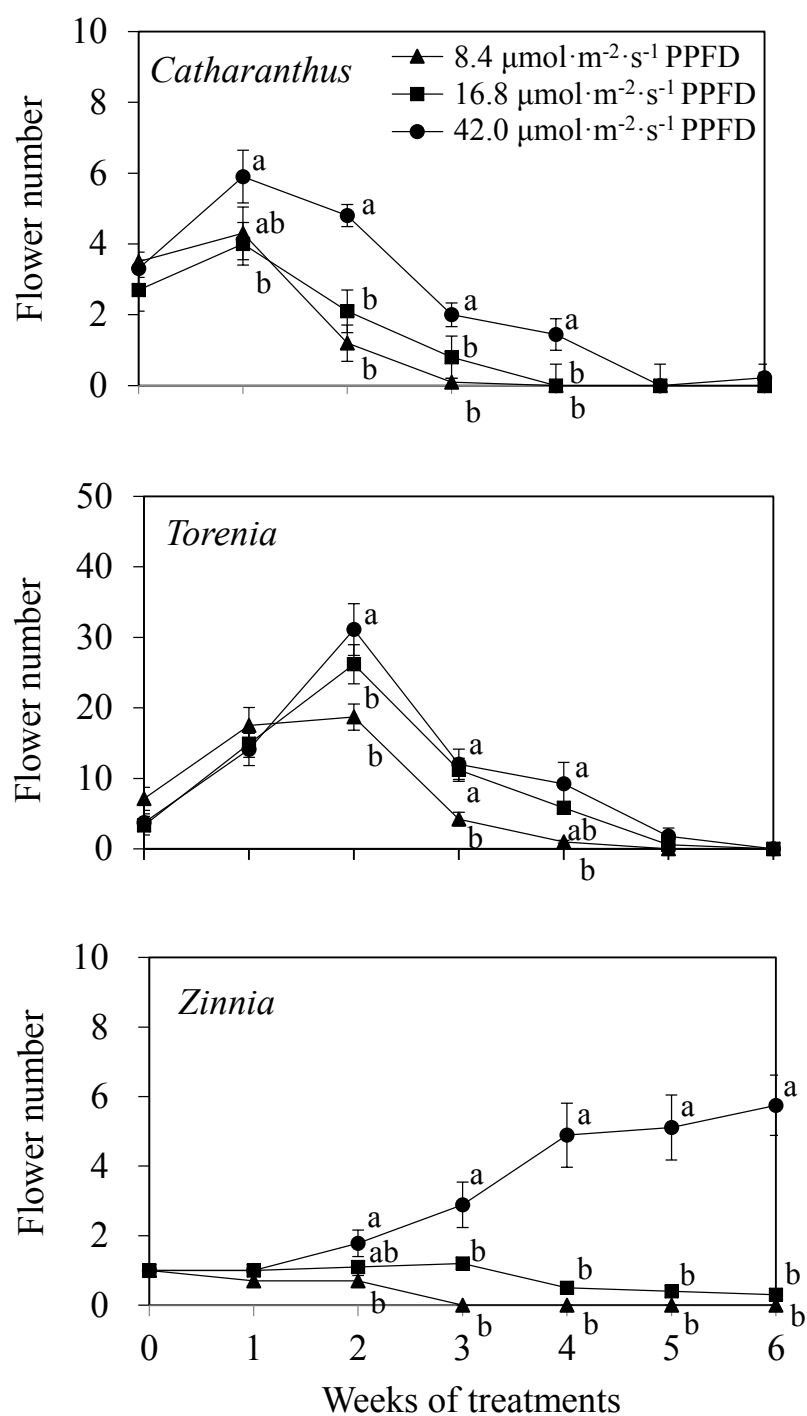 10
Catharanthus
8.4 μmol·m-2·s-1 PPFD
16.8 μmol·m-2·s-1 PPFD
42.0 μmol·m-2·s-1 PPFD
8
6
4
2
0
Flower number
a
a
ab
b
b
b
a
b
b
a
b
b
50
Torenia
40
30
20
10
0
Flower number
a
b
b
a
a
b
a
ab
b
10
Zinnia
8
6
4
2
0
Flower number
a
ab
b
a
b
b
a
b
b
a
b
b
a
b
b
0 1 2 3 4 5 6
Weeks of treatments